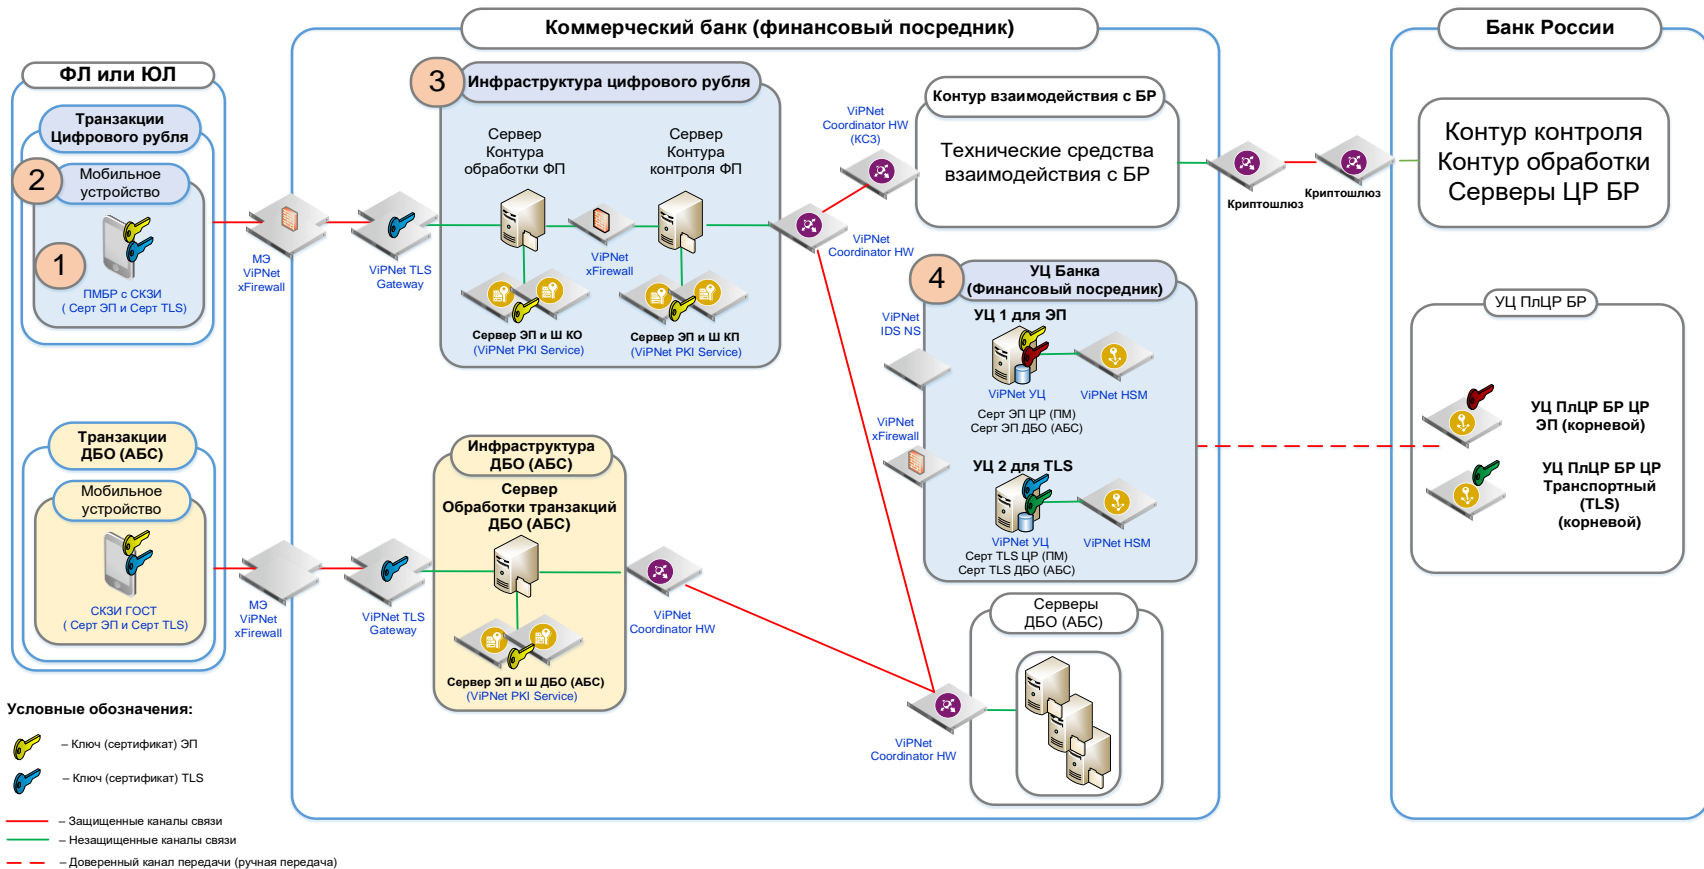 Коммерческий банк (финансовый посредник)
Банк России
ФЛ или ЮЛ
Транзакции
Цифрового рубля
2
Мобильное
устройство
1
ПМБР с СКЗИ
( Серт ЭП и Серт TLS)
МЭ
ViPNet
xFirewall
ViPNet TLS
Gateway
3
Инфраструктура цифрового рубля
Сервер
Контура
обработки ФП
Сервер
Контура
контроля ФП
ViPNet
xFirewall
Сервер ЭП и Ш КО
(ViPNet PKI Service)
Сервер ЭП и Ш КП
(ViPNet PKI Service)
ViPNet
Coordinator HW
(КС3)
ViPNet
Coordinator HW
Контур взаимодействия с БР
Технические средства
взаимодействия с БР
Криптошлюз
Криптошлюз
Контур контроля
Контур обработки
Серверы ЦР БР
4
УЦ Банка
(Финансовый посредник)
ViPNet
IDS NS
УЦ 1 для ЭП
ViPNet УЦ
ViPNet HSM
Серт ЭП ЦР (ПМ)
Серт ЭП ДБО (АБС)
ViPNet
xFirewall
УЦ 2 для TLS
ViPNet УЦ
ViPNet HSM
Серт TLS ЦР (ПМ)
Серт TLS ДБО (АБС)
УЦ ПлЦР БР
УЦ ПлЦР БР ЦР
ЭП (корневой)
УЦ ПлЦР БР ЦР
Транспортный
(TLS)
(корневой)
Транзакции
ДБО (АБС)
Мобильное
устройство
СКЗИ ГОСТ
( Серт ЭП и Серт TLS)
МЭ
ViPNet
xFirewall
ViPNet TLS
Gateway
Инфраструктура
ДБО (АБС)
Сервер
Обработки транзакций
ДБО (АБС)
Сервер ЭП и Ш ДБО (АБС)
(ViPNet PKI Service)
ViPNet
Coordinator HW
Серверы
ДБО (АБС)
ViPNet
Coordinator HW
Условные обозначения:
– Ключ (сертификат) ЭП
– Ключ (сертификат) TLS
– Защищенные каналы связи
– Незащищенные каналы связи
– Доверенный канал передачи (ручная передача)